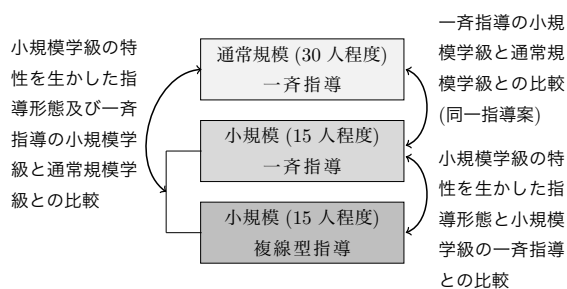 小規模学級の特
性を生かした指
導形態及び一斉
指導の小規模学
級と通常規模学
級との比較
通常規模 (30 人程度)
一斉指導
小規模 (15 人程度)
一斉指導
小規模 (15 人程度)
複線型指導
一斉指導の小規
模学級と通常規
模学級との比較
(同一指導案)
小規模学級の特
性を生かした指
導形態と小規模
学級の一斉指導
との比較